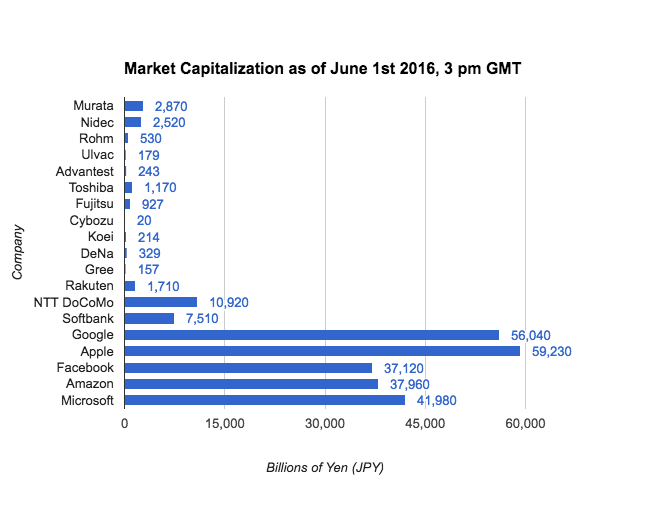 Market Capitalization as of June 1st 2016, 3 pm GMT
Company
Murata 2,870
Nidec 2,520
Rohm 530
Ulvac 179
Advantest 243
Toshiba 1,170
Fujitsu 927
Cybozu 20
Koei 214
DeNa 329
Gree 157
Rakuten 1,710
NTT DoCoMo 10,920
Softbank 7,510
Google 56,040
Apple 59,230
Facebook 37,120
Amazon 37,960
Microsoft 41,980
0 15,000 30,000 45,000 60,000
Billions of Yen (JPY)